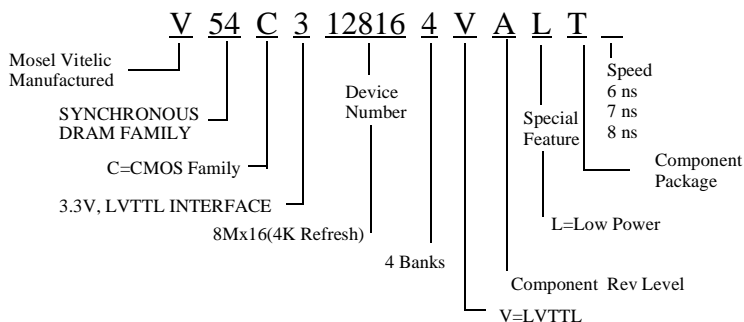 V 54 C 3 12816 4 V A L T _
Mosel Vitelic
Manufactured
SYNCHRONOUS
DRAM FAMILY
C=CMOS Family
3.3V, LVTTL INTERFACE
Device
Number
8Mx16(4K Refresh)
4 Banks
V=LVTTL
Component Rev Level
Special
Feature
L=Low Power
Component
Package
Speed
6 ns
7 ns
8 ns